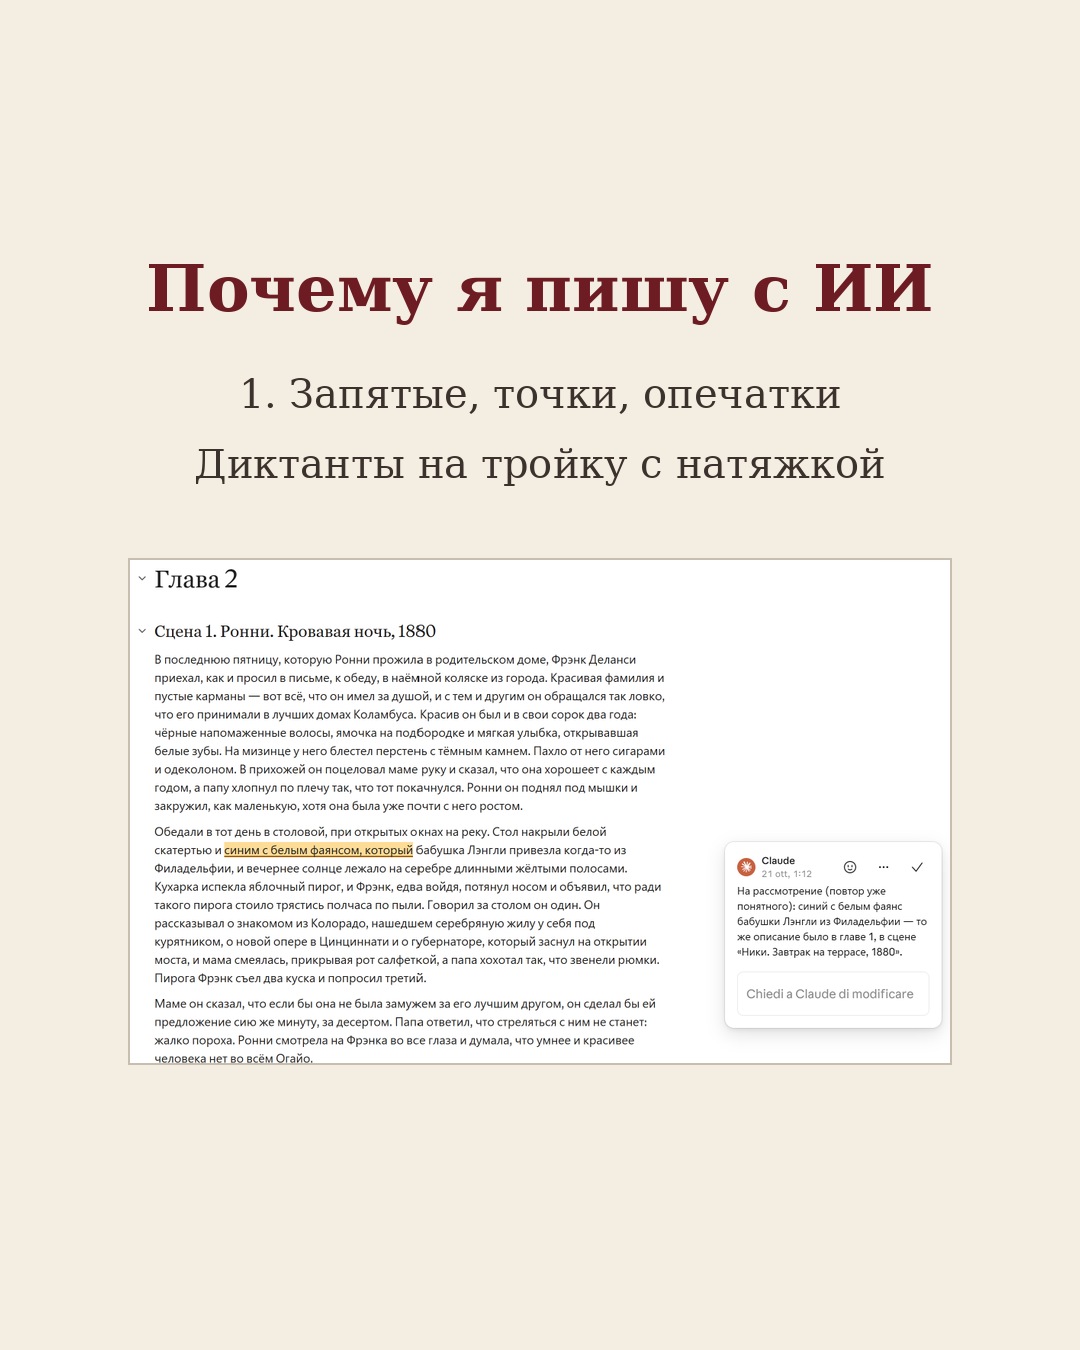 Почему я пишу с ИИ
1. Запятые, точки, опечатки
Диктанты на тройку с натяжкой
Глава 2
Сцена 1. Ронни. Кровавая ночь, 1880
В последнюю пятницу, которую Ронни прожила в родительском доме, Фрэнк Деланси
приехал, как и просил в письме, к обеду, в наёмной коляске из города. Красивая фамилия и
пустые карманы — вот всё, что он имел за душой, и с тем и другим он обращался так ловко,
что его принимали в лучших домах Коламбуса. Красив он был и в свои сорок два года:
чёрные напомаженные волосы, ямочка на подбородке и мягкая улыбка, открывавшая
белые зубы. На мизинце у него блестел перстень с тёмным камнем. Пахло от него сигарами
и одеколоном. В прихожей он поцеловал маме руку и сказал, что она хорошеет с каждым
годом, а папу хлопнул по плечу так, что тот покачнулся. Ронни он поднял под мышки и
закружил, как маленькую, хотя она была уже почти с него ростом.
Обедали в тот день в столовой, при открытых окнах на реку. Стол накрыли белой
скатертью и синим с белым фаянсом, который бабушка Лэнгли привезла когда-то из
Филадельфии, и вечернее солнце лежало на серебре длинными жёлтыми полосами.
Кухарка испекла яблочный пирог, и Фрэнк, едва войдя, потянул носом и объявил, что ради
такого пирога стоило трястись полчаса по пыли. Говорил за столом он один. Он
рассказывал о знакомом из Колорадо, нашедшем серебряную жилу у себя под
курятником, о новой опере в Цинциннати и о губернаторе, который заснул на открытии
моста, и мама смеялась, прикрывая рот салфеткой, а папа хохотал так, что звенели рюмки.
Пирога Фрэнк съел два куска и попросил третий.
Маме он сказал, что если бы она не была замужем за его лучшим другом, он сделал бы ей
предложение сию же минуту, за десертом. Папа ответил, что стреляться с ним не станет:
жалко пороха. Ронни смотрела на Фрэнка во все глаза и думала, что умнее и красивее
человека нет во всём Огайо.
Claude
21 ott, 1:12
На рассмотрение (повтор уже
понятного): синий с белым фаянс
бабушки Лэнгли из Филадельфии — то
же описание было в главе 1, в сцене
«Ники. Завтрак на террасе, 1880».
Chiedi a Claude di modificare